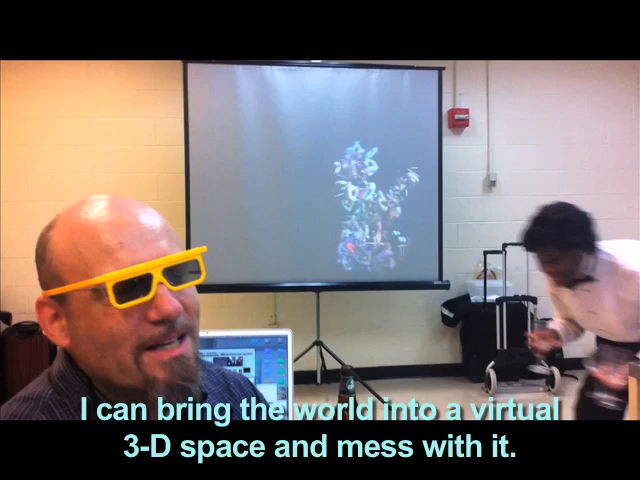 I can bring the world into a virtual
3-D space and mess with it.